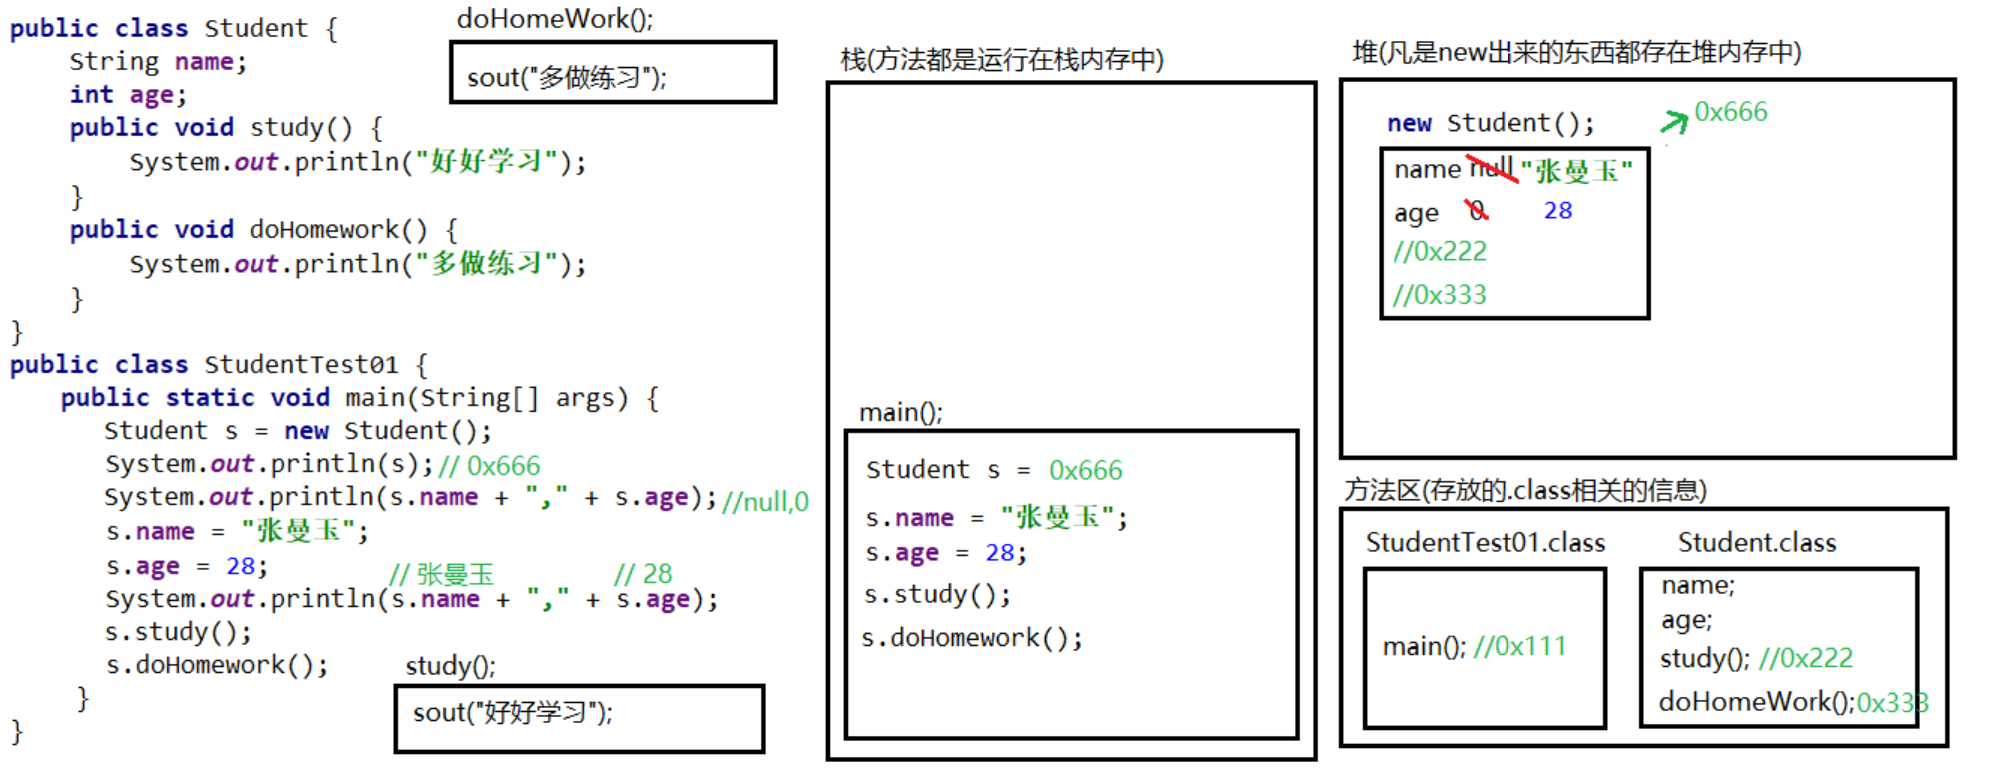 public class Student {
String name;
int age;
public void study() {
System.out.println("好好学习");
}
public void doHomework() {
System.out.println("多做练习");
}
}
public class StudentTest01 {
public static void main(String[] args) {
Student s = new Student();
System.out.println(s); // 0x666
System.out.println(s.name + "," + s.age); //null,0
s.name = "张曼玉";
s.age = 28;
// 张曼玉 // 28
System.out.println(s.name + "," + s.age);
s.study();
s.doHomework();
}
}
doHomeWork();
sout("多做练习");
study();
sout("好好学习");
栈(方法都是运行在栈内存中)
main();
Student s = 0x666
s.name = "张曼玉";
s.age = 28;
s.study();
s.doHomework();
堆(凡是new出来的东西都存在堆内存中)
new Student(); 0x666
name null "张曼玉"
age 0 28
//0x222
//0x333
方法区(存放的.class相关的信息)
StudentTest01.class
main(); //0x111
Student.class
name;
age;
study(); //0x222
doHomeWork();0x333